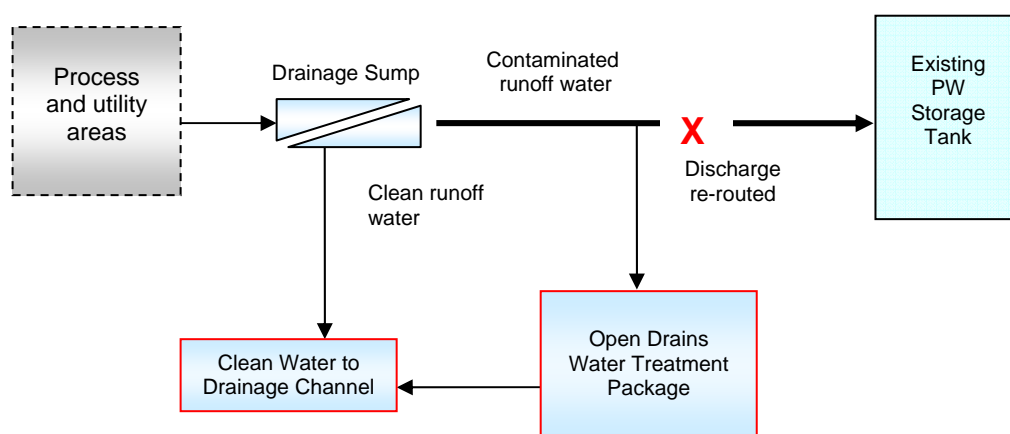 Process
and utility
areas
Drainage Sump
Contaminated
runoff water
X
Discharge
re-routed
Existing
PW
Storage
Tank
Clean runoff
water
Clean Water to
Drainage Channel
Open Drains
Water Treatment
Package